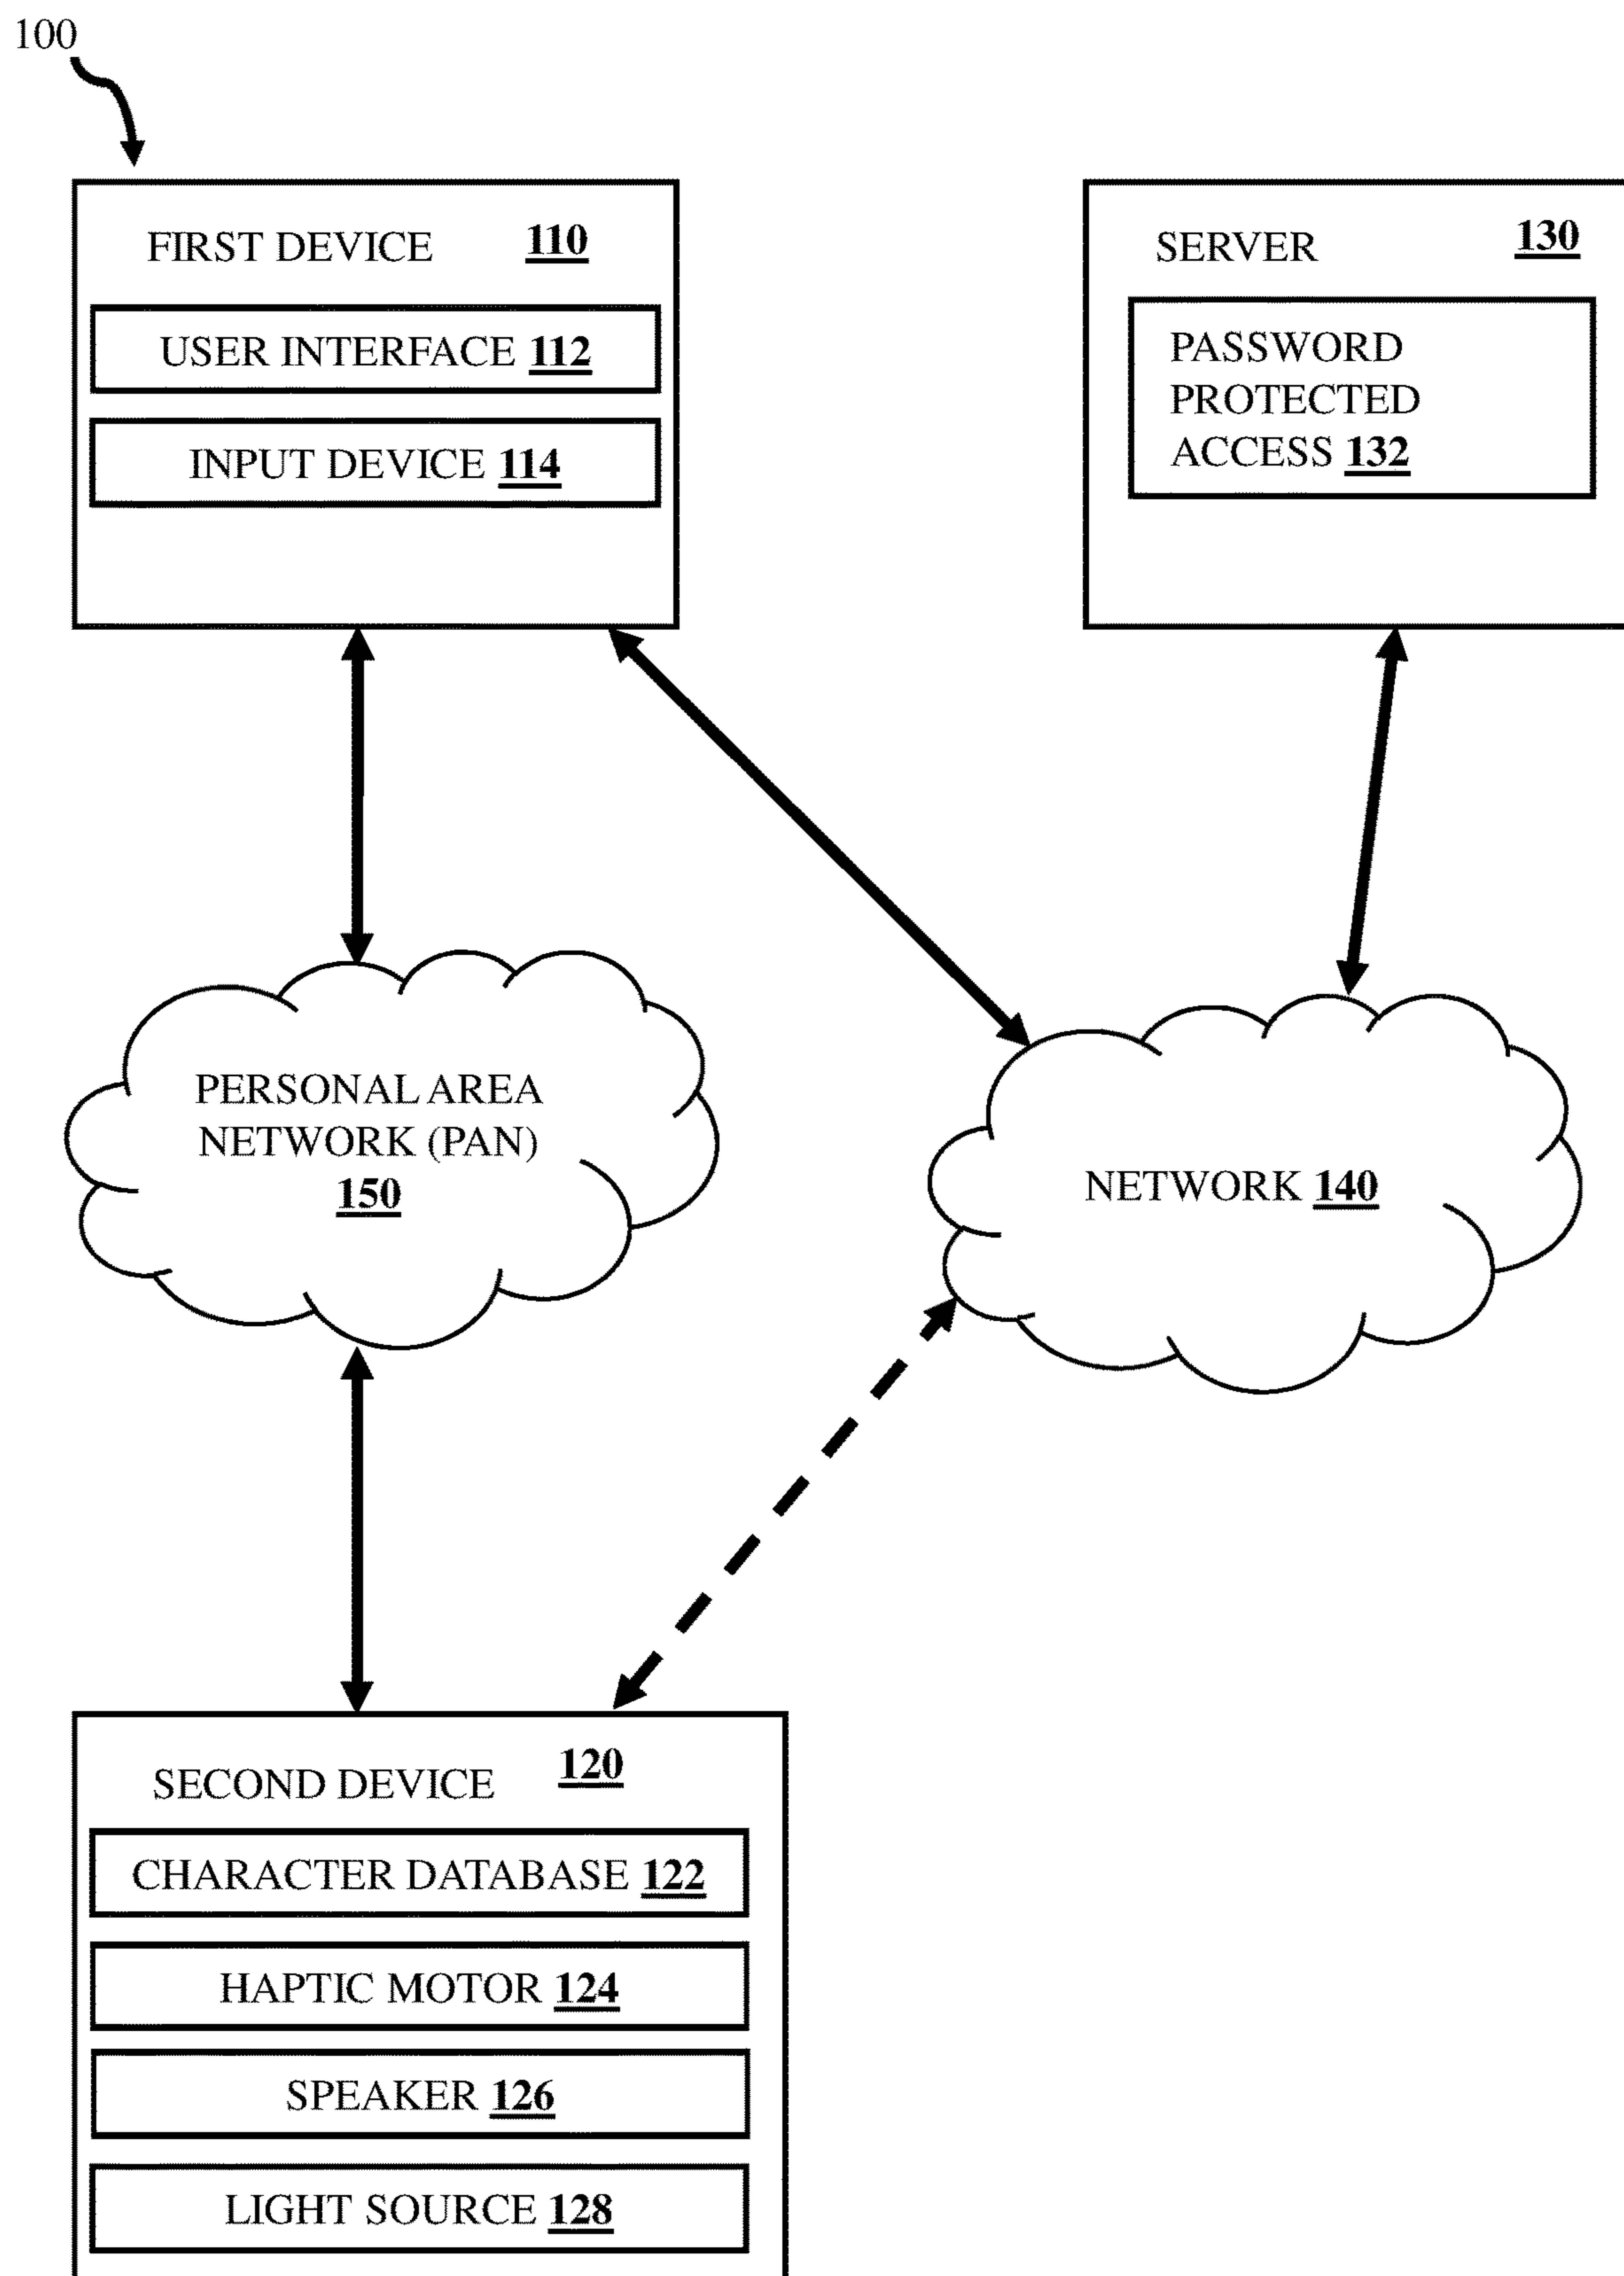 100
FIRST DEVICE 110
USER INTERFACE 112
INPUT DEVICE 114
SERVER 130
PASSWORD
PROTECTED
ACCESS 132
PERSONAL AREA
NETWORK (PAN)
150
NETWORK 140
SECOND DEVICE 120
CHARACTER DATABASE 122
HAPTIC MOTOR 124
SPEAKER 126
LIGHT SOURCE 128